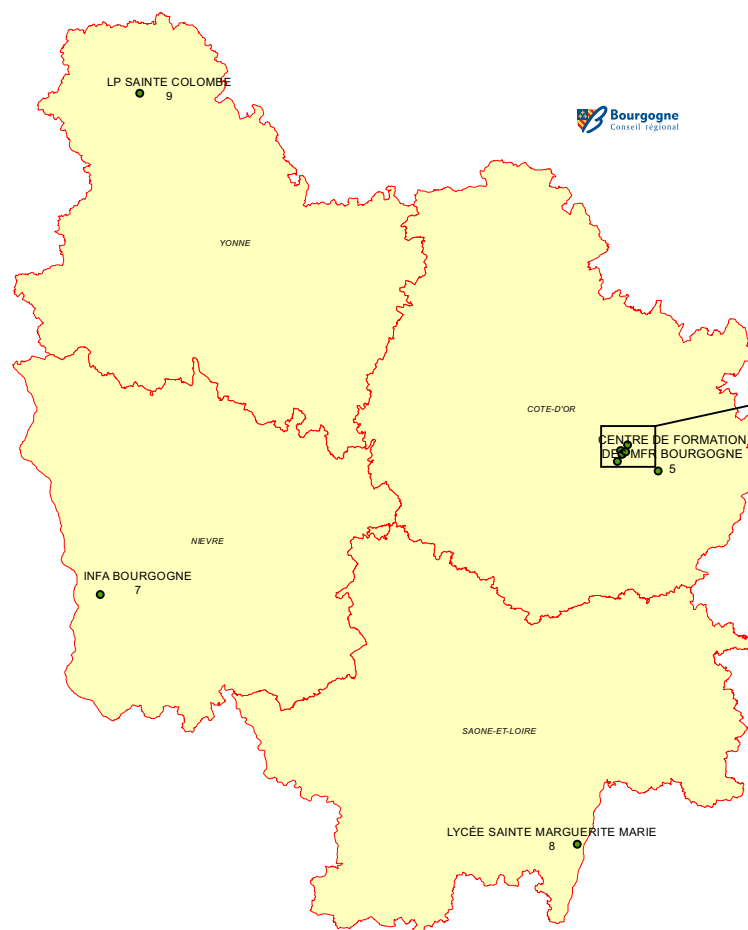 LP SAINTE COLOMBE
9
Bourgogne
Conseil régional
YONNE
COTE-D'OR
CENTRE DE FORMATION
DES MFR BOURGOGNE
5
NIEVRE
INFA BOURGOGNE
7
SAONE-ET-LOIRE
LYCÉE SAINTE MARGUERITE MARIE
8